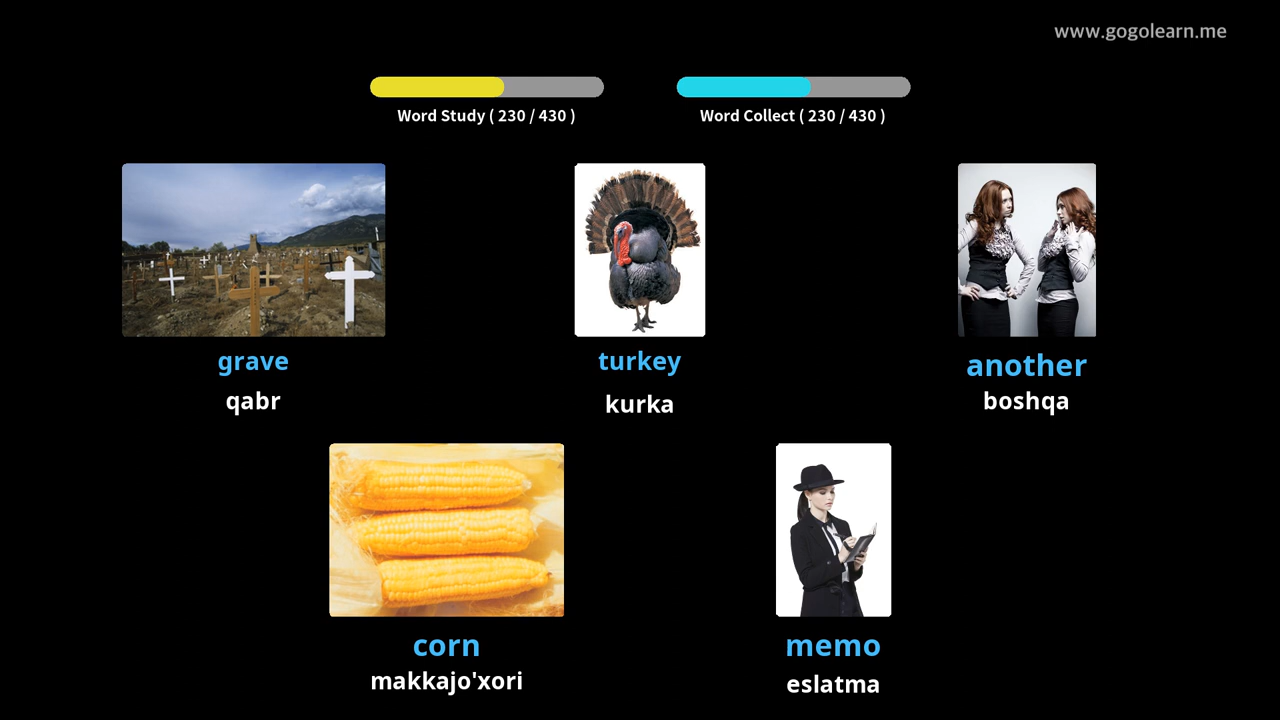 www.gogolearn.me
Word Study ( 230 / 430 )
Word Collect ( 230 / 430 )
grave
qabr
turkey
kurka
another
boshqa
corn
makkajo'xori
memo
eslatma